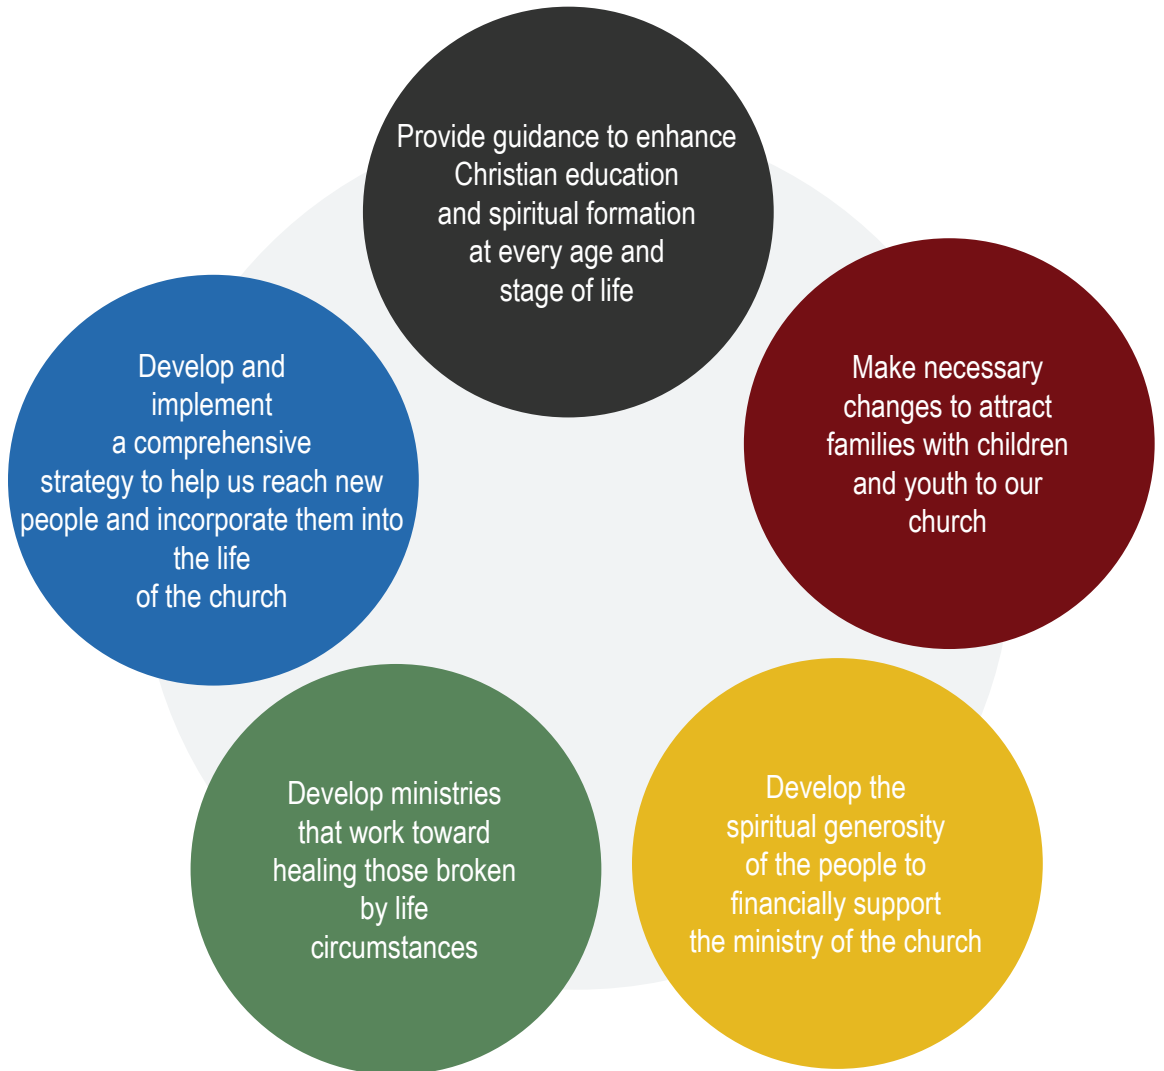 Provide guidance to enhance
Christian education
and spiritual formation
at every age and
stage of life
Make necessary
changes to attract
families with children
and youth to our
church
Develop and
implement
a comprehensive
strategy to help us reach new
people and incorporate them into
the life
of the church
Develop ministries
that work toward
healing those broken
by life
circumstances
Develop the
spiritual generosity
of the people to
financially support
the ministry of the church